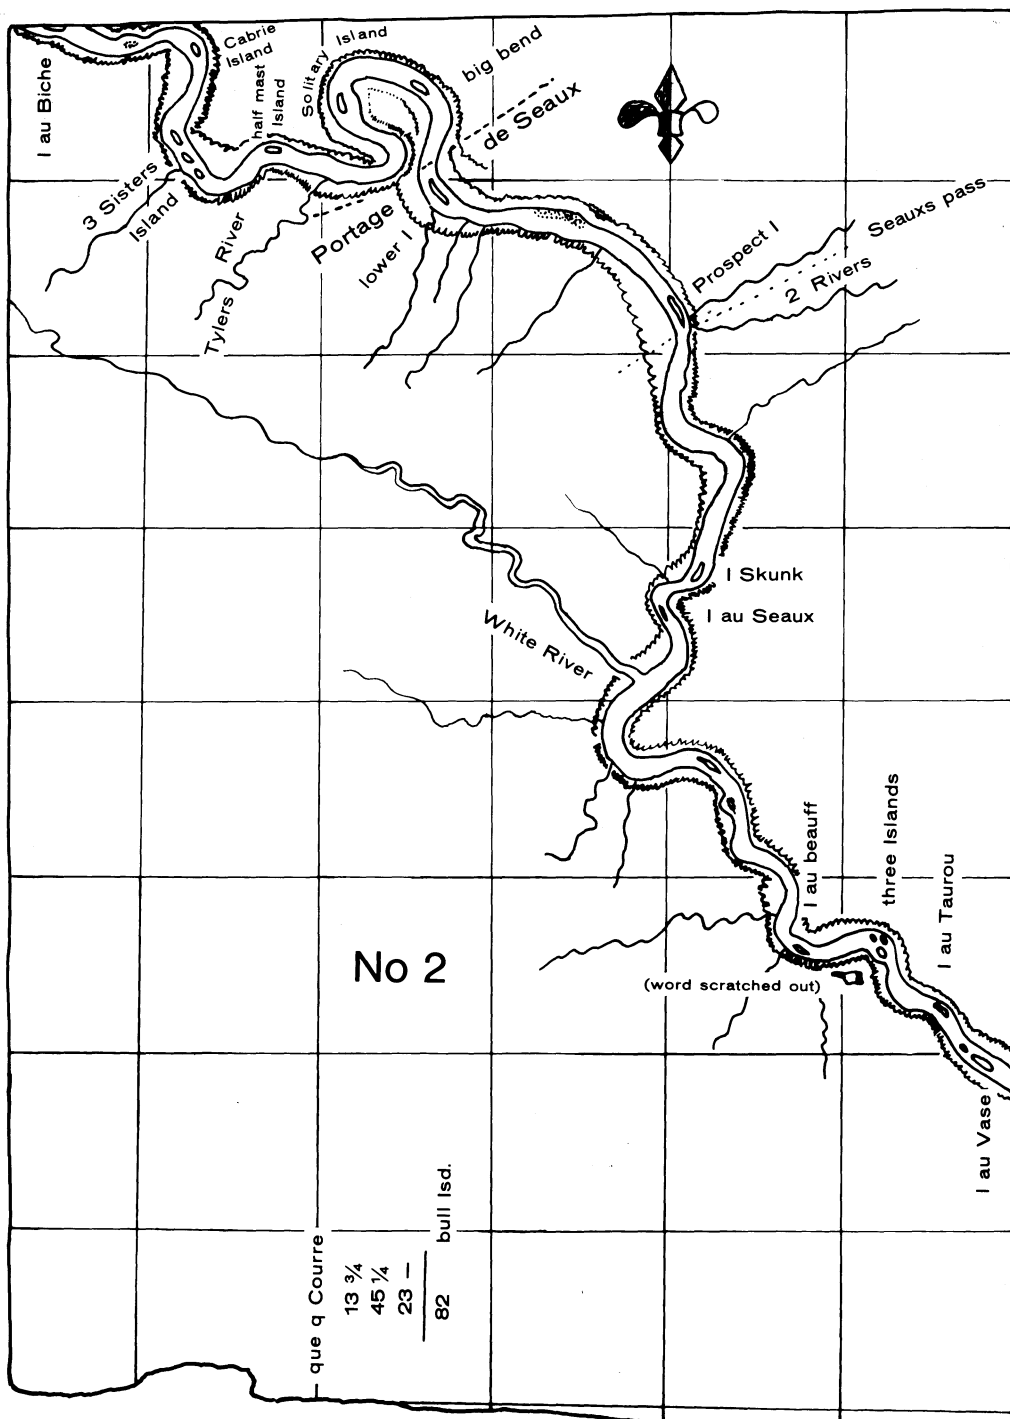 I au Biche
Cabrie
Island
half mast
Island
Solitary Island
big bend
de Seaux
3 Sisters
Island
Tylers River
Portage
lower I
Prospect I
Seauxs pass
2 Rivers
I Skunk
I au Seaux
White River
I au beauff
three Islands
I au Taurou
No 2
(word scratched out)
I au Vase
que q Courre
13 ¾
45 ¼
23 —
82 bull Isd.